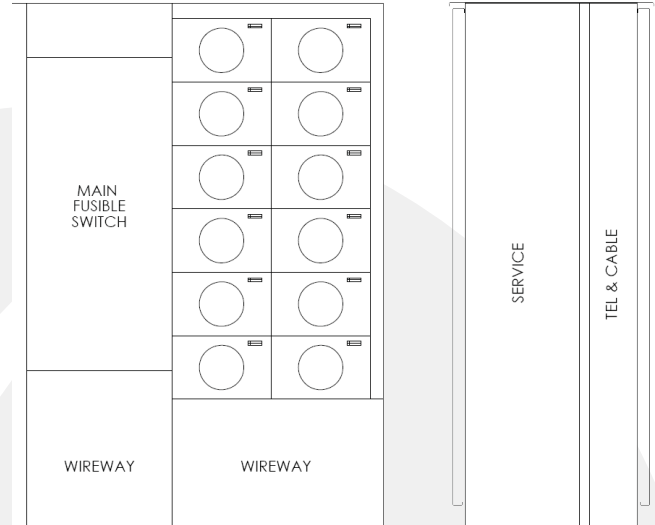 MAIN
FUSIBLE
SWITCH
WIREWAY
WIREWAY
SERVICE
TEL & CABLE